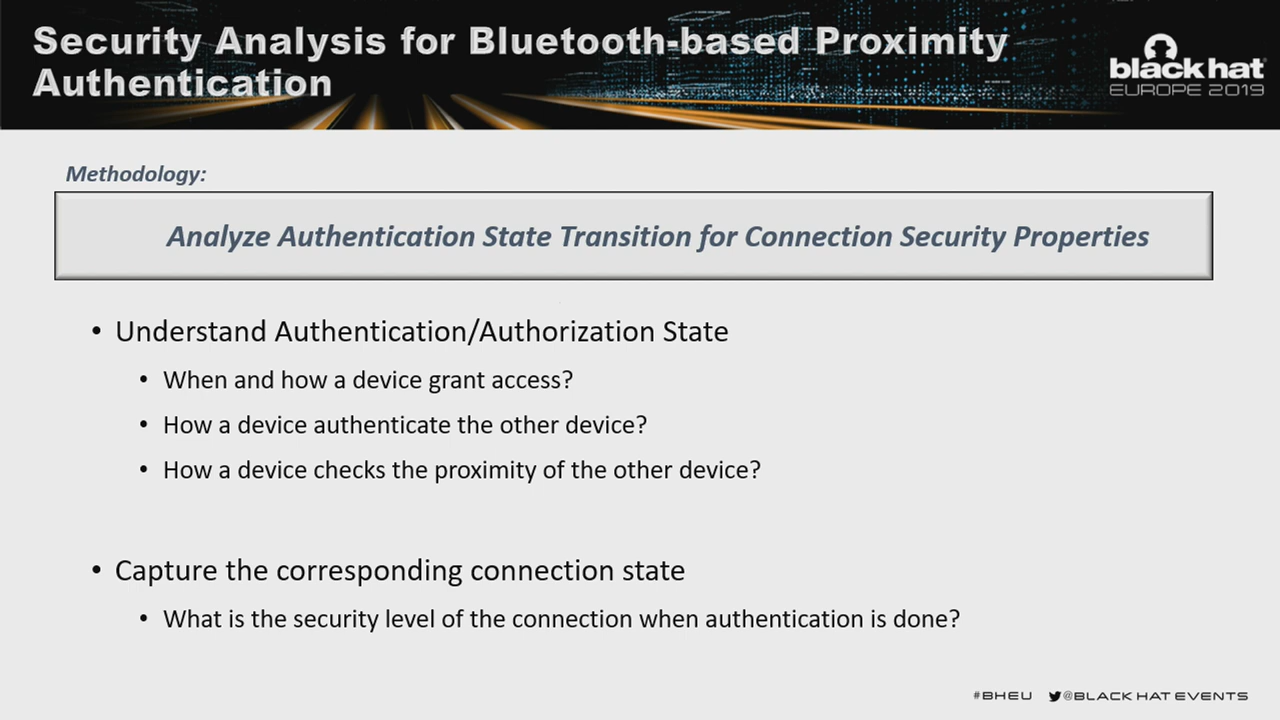 Security Analysis for Bluetooth-based Proximity
Authentication
black hat
EUROPE 2019
Methodology:
Analyze Authentication State Transition for Connection Security Properties
• Understand Authentication/Authorization State
• When and how a device grant access?
• How a device authenticate the other device?
• How a device checks the proximity of the other device?
• Capture the corresponding connection state
• What is the security level of the connection when authentication is done?
#BHEU @BLACK HAT EVENTS